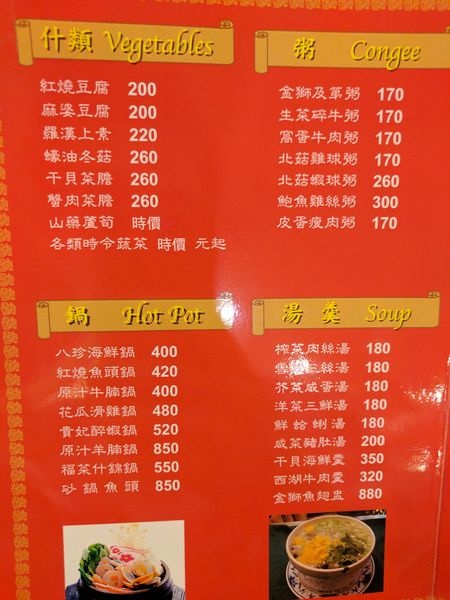 什類 Vegetables
紅燒豆腐 200
麻婆豆腐 200
羅漢上素 220
蠔油冬菇 260
干貝菜膽 260
蟹肉菜膽 260
山藥蘆筍 時價
各類時令蔬菜 時價 元起
粥 Congee
金獅及第粥 170
生菜碎牛粥 170
窩蛋牛肉粥 170
北菇雞球粥 170
北菇蝦球粥 260
鮑魚雞絲粥 300
皮蛋瘦肉粥 170
鍋 Hot Pot
八珍海鮮鍋 400
紅燒魚頭鍋 420
原汁牛腩鍋 400
花瓜滑雞鍋 480
貴妃醉蝦鍋 520
原汁羊腩鍋 850
福菜什錦鍋 550
砂鍋魚頭 850
湯 羹 Soup
榨菜肉絲湯 180
三絲湯 180
芥菜咸蛋湯 180
洋菜三鮮湯 180
鮮蛤蜊湯 180
咸菜豬肚湯 200
干貝海鮮羹 350
西湖牛肉羹 320
金獅魚翅盅 880